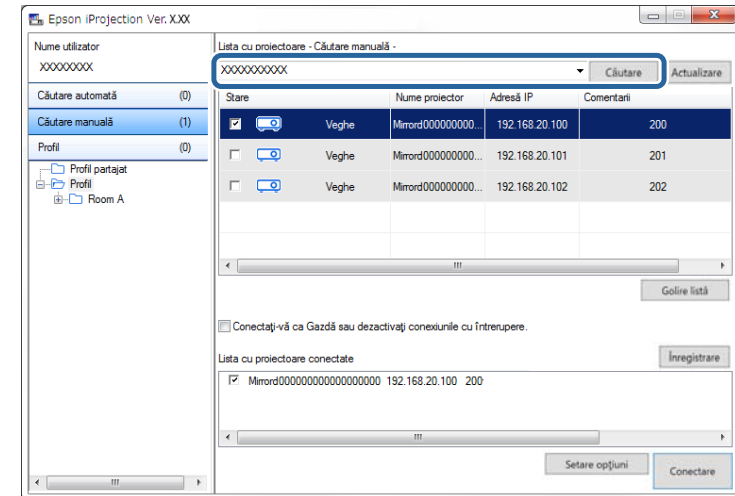 Epson iProjection Ver. X.XX
Nume utilizator
XXXXXXXX
Căutare automată (0)
Căutare manuală (1)
Profil (0)
Profil partajat
Profil
Room A
Lista cu proiectoare - Căutare manuală -
XXXXXXXXXX Căutare Actualizare
Stare Nume proiector Adresă IP Comentarii
Veghe Mirrord000000000... 192.168.20.100 200
Veghe Mirrord000000000... 192.168.20.101 201
Veghe Mirrord000000000... 192.168.20.102 202
Golire listă
Conectaţi-vă ca Gazdă sau dezactivaţi conexiunile cu întrerupere.
Lista cu proiectoare conectate Înregistrare
Mirrord000000000000000000 192.168.20.100 200
Setare opţiuni Conectare